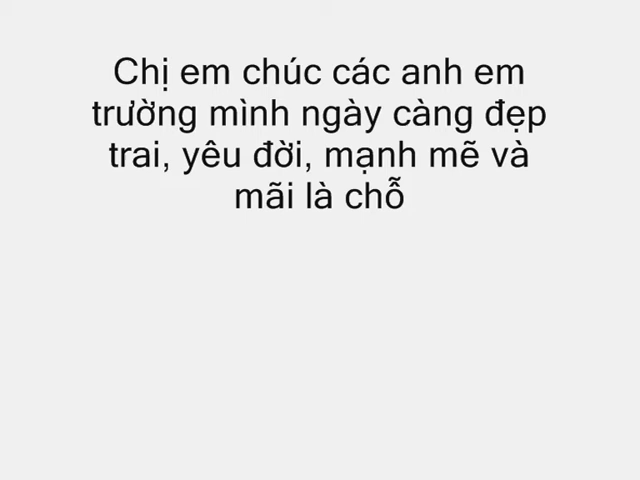 Chị em chúc các anh em
trường mình ngày càng đẹp
trai, yêu đời, mạnh mẽ và
mãi là chỗ